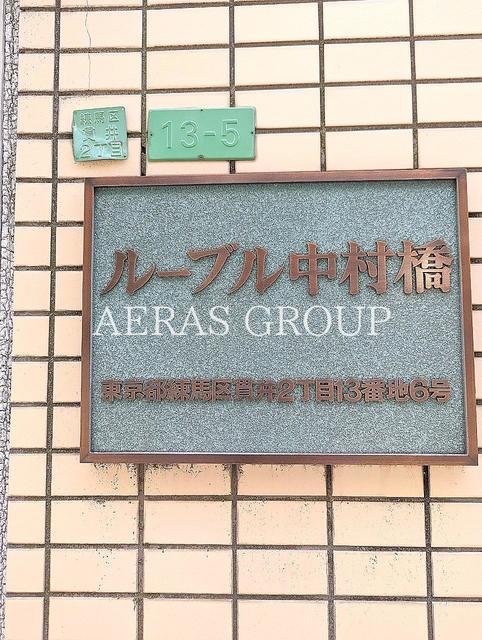 練馬区
貫井
2丁目
13-5
ルーブル中村橋
AERAS GROUP
東京都練馬区貫井2丁目13番地6号